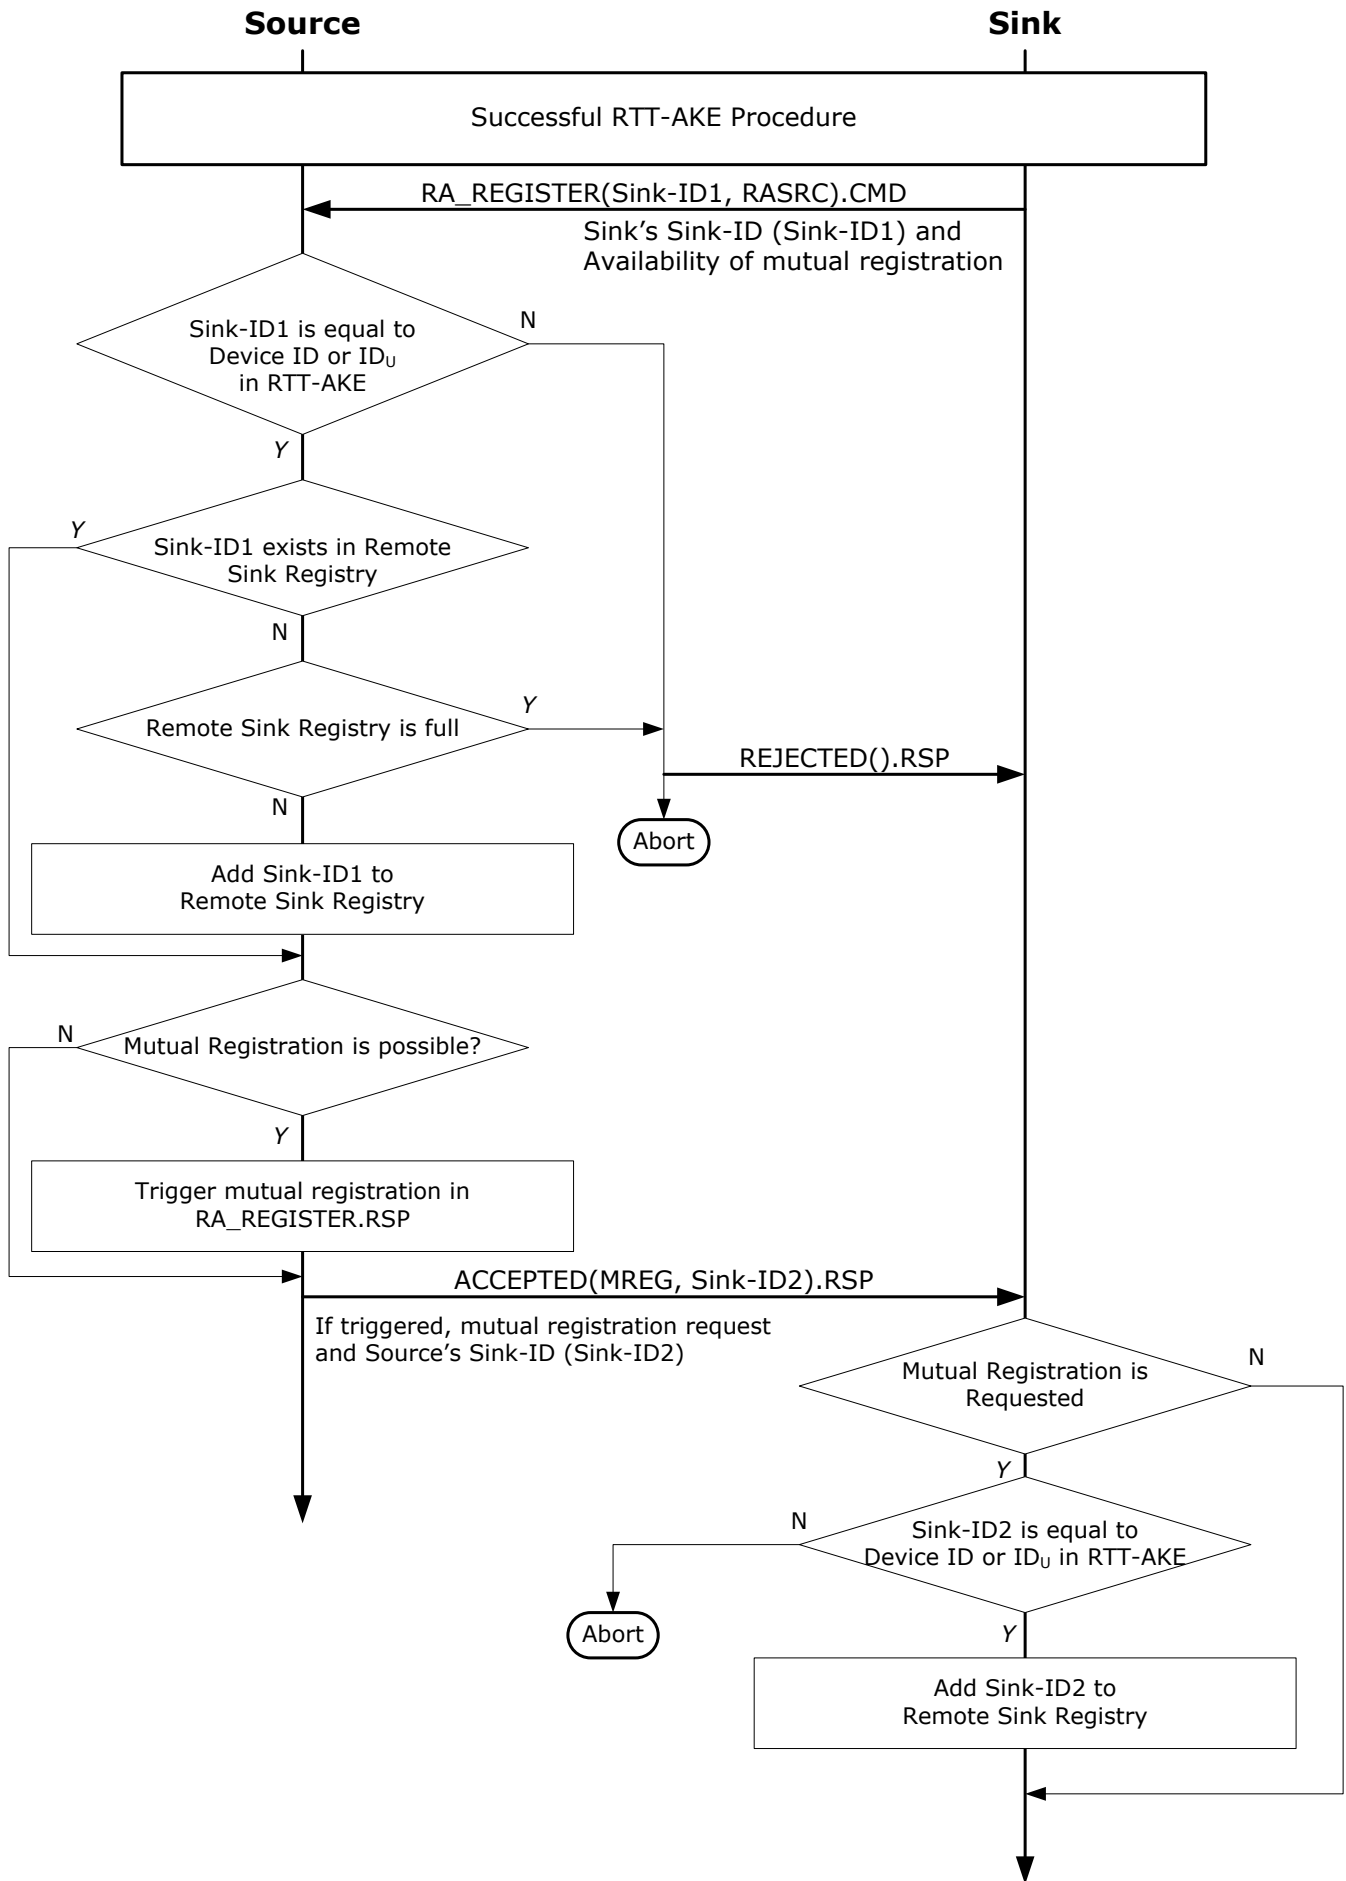 Source
Sink
Successful RTT-AKE Procedure
RA_REGISTER(Sink-ID1, RASRC).CMD
Sink’s Sink-ID (Sink-ID1) and
Availability of mutual registration
Sink-ID1 is equal to
Device ID or IDU
in RTT-AKE
N
Y
Y
Sink-ID1 exists in Remote
Sink Registry
N
Remote Sink Registry is full
Y
REJECTED().RSP
N
Abort
Add Sink-ID1 to
Remote Sink Registry
N
Mutual Registration is possible?
Y
Trigger mutual registration in
RA_REGISTER.RSP
ACCEPTED(MREG, Sink-ID2).RSP
If triggered, mutual registration request
and Source’s Sink-ID (Sink-ID2)
Mutual Registration is
Requested
N
Y
N
Sink-ID2 is equal to
Device ID or IDU in RTT-AKE
Abort
Y
Add Sink-ID2 to
Remote Sink Registry